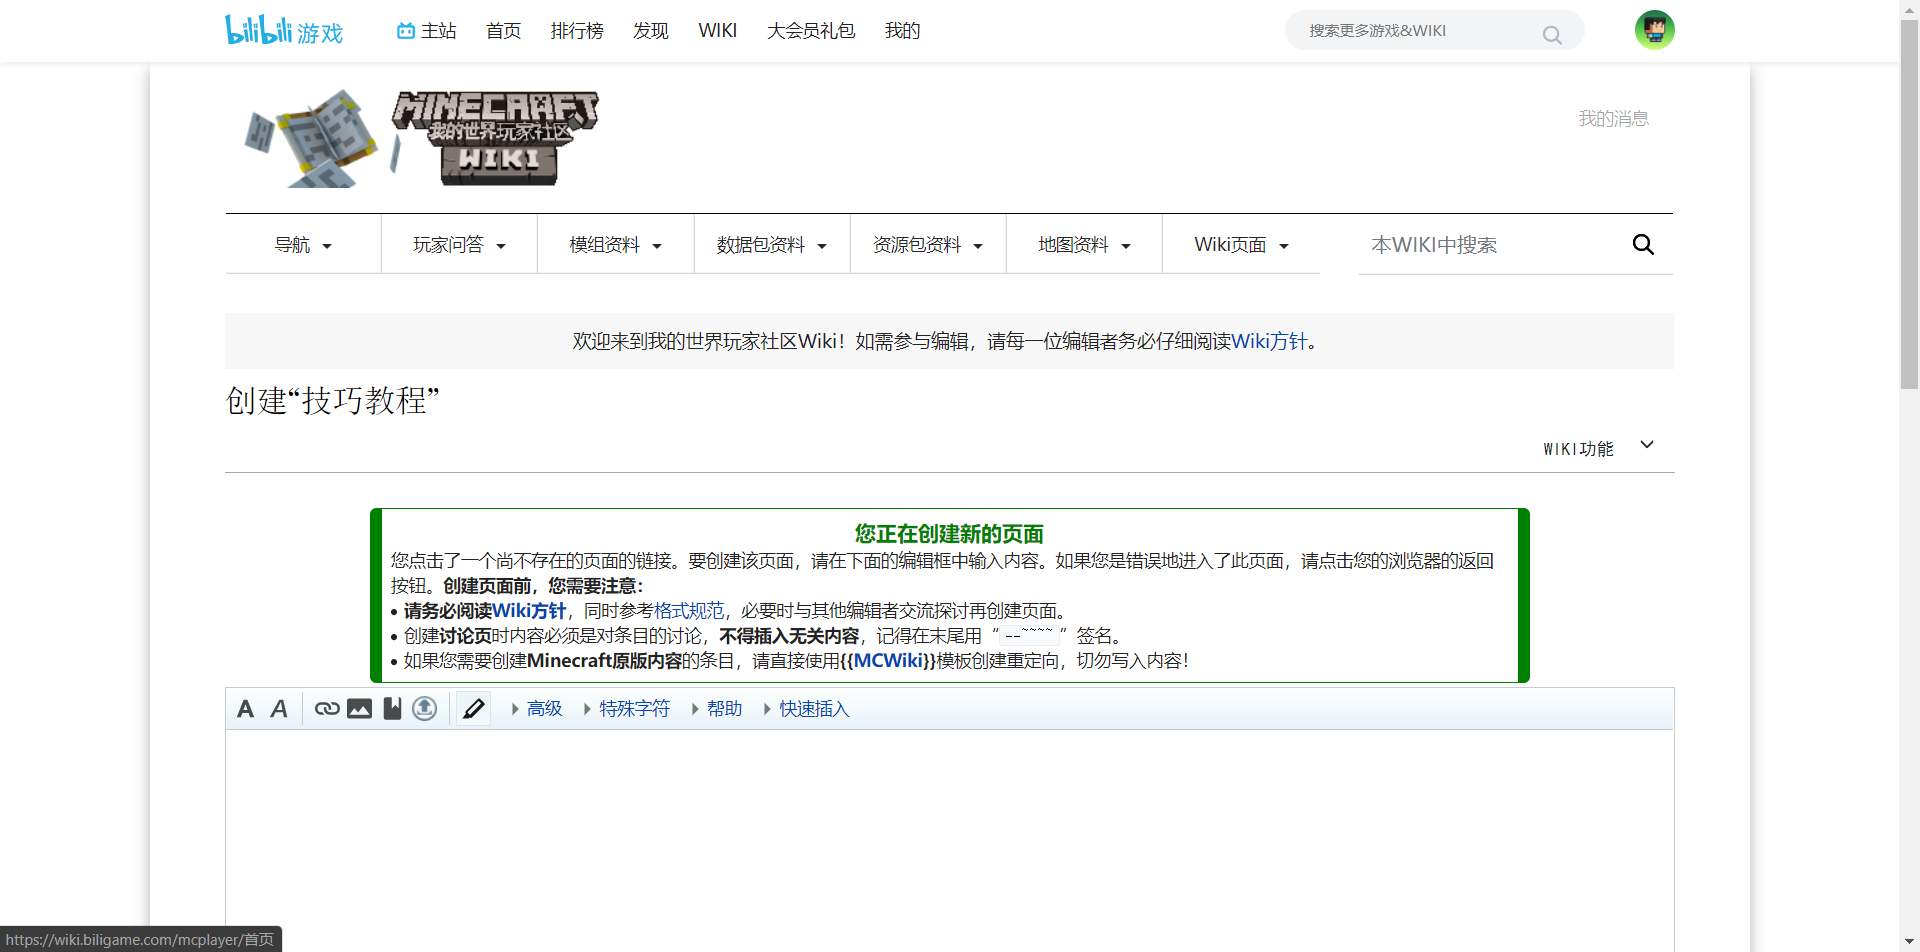 bilibili 游戏
主站 首页 排行榜 发现 WIKI 大会员礼包 我的
搜索更多游戏&WIKI
MINECRAFT
我的世界玩家社区
WIKI
我的消息
导航 玩家问答 模组资料 数据包资料 资源包资料 地图资料 Wiki页面 本WIKI中搜索
欢迎来到我的世界玩家社区Wiki！如需参与编辑，请每一位编辑者务必仔细阅读Wiki方针。
创建“技巧教程”
WIKI功能
您正在创建新的页面
您点击了一个尚不存在的页面的链接。要创建该页面，请在下面的编辑框中输入内容。如果您是错误地进入了此页面，请点击您的浏览器的返回
按钮。创建页面前，您需要注意：
• 请务必阅读Wiki方针，同时参考格式规范，必要时与其他编辑者交流探讨再创建页面。
• 创建讨论页时内容必须是对条目的讨论，不得插入无关内容，记得在末尾用“--~~~~”签名。
• 如果您需要创建Minecraft原版内容的条目，请直接使用{{MCWiki}}模板创建重定向，切勿写入内容！
A A 高级 特殊字符 帮助 快速插入
https://wiki.biligame.com/mcplayer/首页